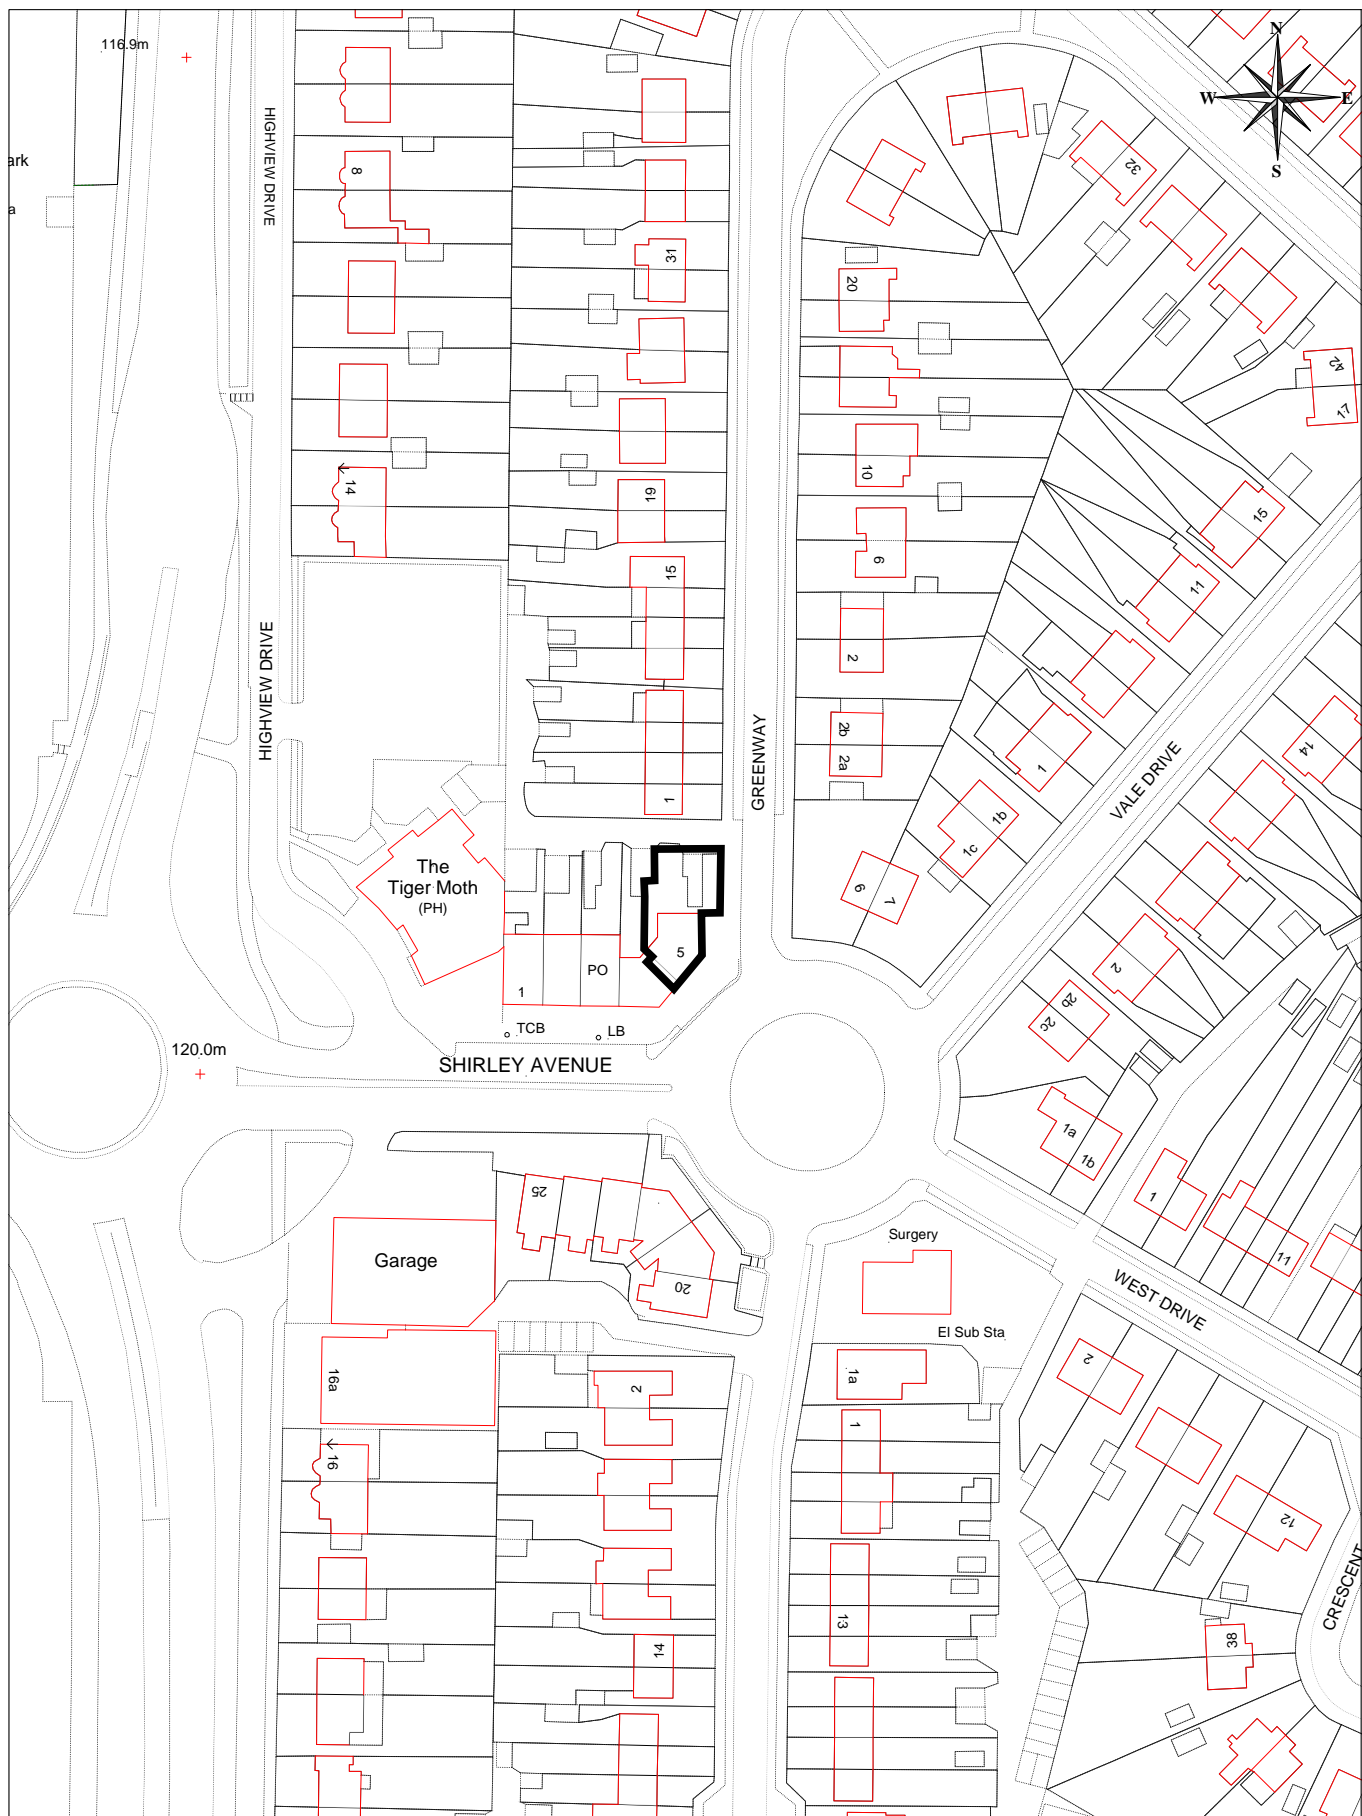 116.9m
N
W
E
S
ark
a
HIGHVIEW DRIVE
8
32
31
20
42
17
10
14
19
15
6
11
15
2
HIGHVIEW DRIVE
GREENWAY
2b
2a
1
1
14
VALE DRIVE
1b
1c
The
Tiger Moth
(PH)
6
7
5
PO
1
2
2b
2c
TCB
LB
120.0m
SHIRLEY AVENUE
1a
1b
25
1
Surgery
11
Garage
20
WEST DRIVE
El Sub Sta
16a
2
1a
2
1
16
12
CRESCENT
13
14
38